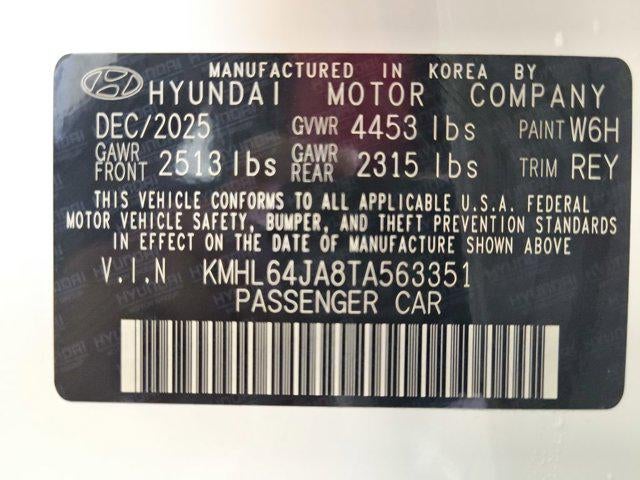 MANUFACTURED IN KOREA BY
HYUNDAI MOTOR COMPANY
DEC/2025 GVWR 4453 lbs PAINT W6H
GAWR FRONT 2513 lbs GAWR REAR 2315 lbs TRIM REY
THIS VEHICLE CONFORMS TO ALL APPLICABLE U.S.A. FEDERAL
MOTOR VEHICLE SAFETY, BUMPER, AND THEFT PREVENTION STANDARDS
IN EFFECT ON THE DATE OF MANUFACTURE SHOWN ABOVE
V.I.N KMHL64JA8TA563351
PASSENGER CAR